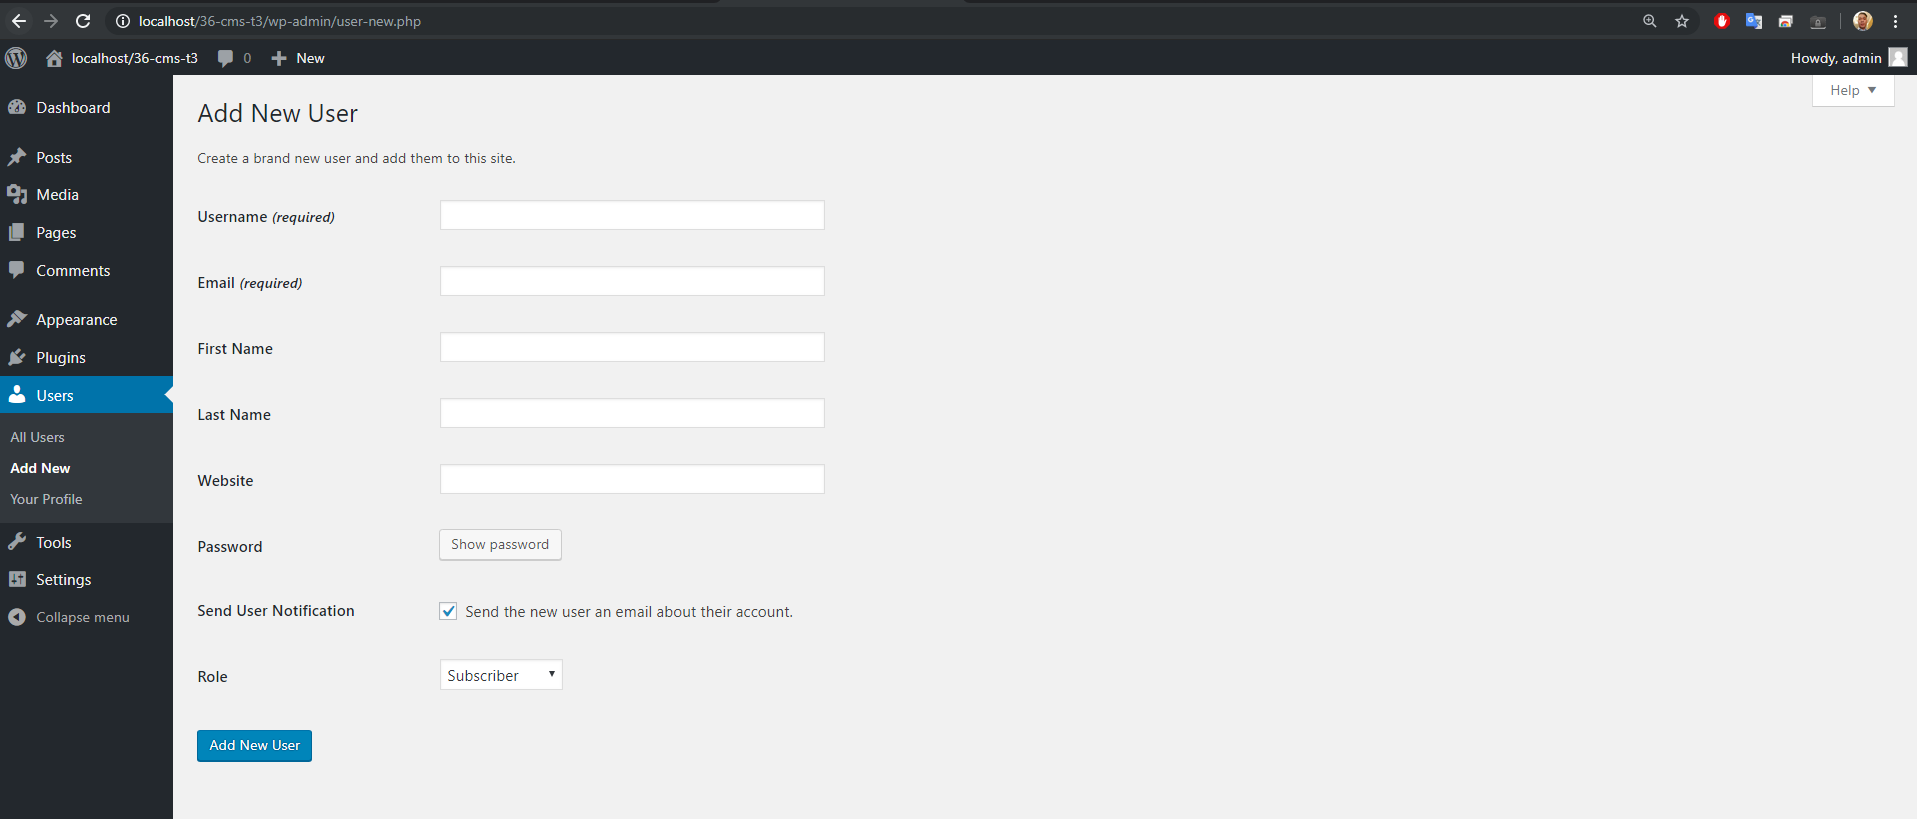 localhost/36-cms-t3/wp-admin/user-new.php
localhost/36-cms-t3 0 New Howdy, admin
Help
Dashboard
Posts
Media
Pages
Comments
Appearance
Plugins
Users
All Users
Add New
Your Profile
Tools
Settings
Collapse menu
Add New User
Create a brand new user and add them to this site.
Username (required)
Email (required)
First Name
Last Name
Website
Password Show password
Send User Notification Send the new user an email about their account.
Role Subscriber
Add New User